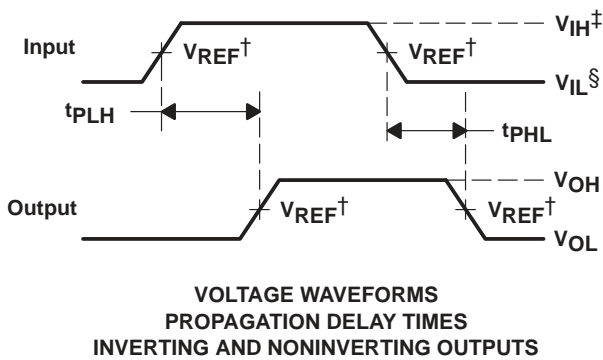 VIH‡
Input VREF† VREF†
VIL§
tPLH
tPHL
VOH
Output VREF† VREF†
VOL
VOLTAGE WAVEFORMS
PROPAGATION DELAY TIMES
INVERTING AND NONINVERTING OUTPUTS